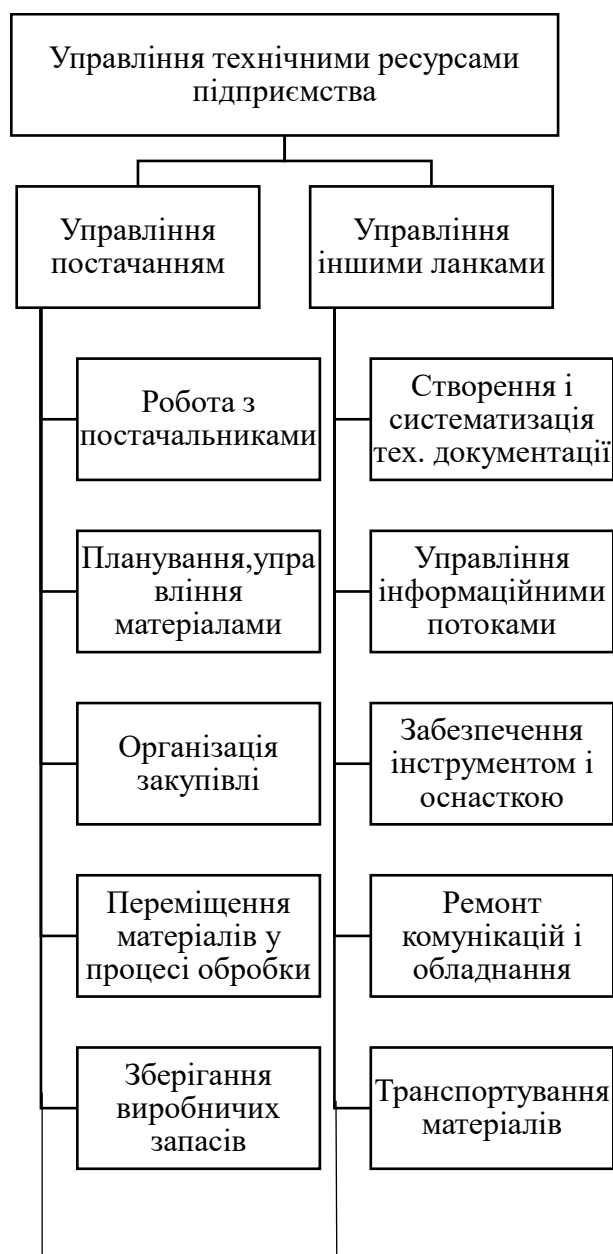 Управління технічними ресурсами
підприємства
Управління
постачанням
Управління
іншими ланками
Робота з
постачальниками
Планування,упра
вління
матеріалами
Організація
закупівлі
Переміщення
матеріалів у
процесі обробки
Зберігання
виробничих
запасів
Створення і
систематизація
тех. документації
Управління
інформаційними
потоками
Забезпечення
інструментом і
оснасткою
Ремонт
комунікацій і
обладнання
Транспортування
матеріалів